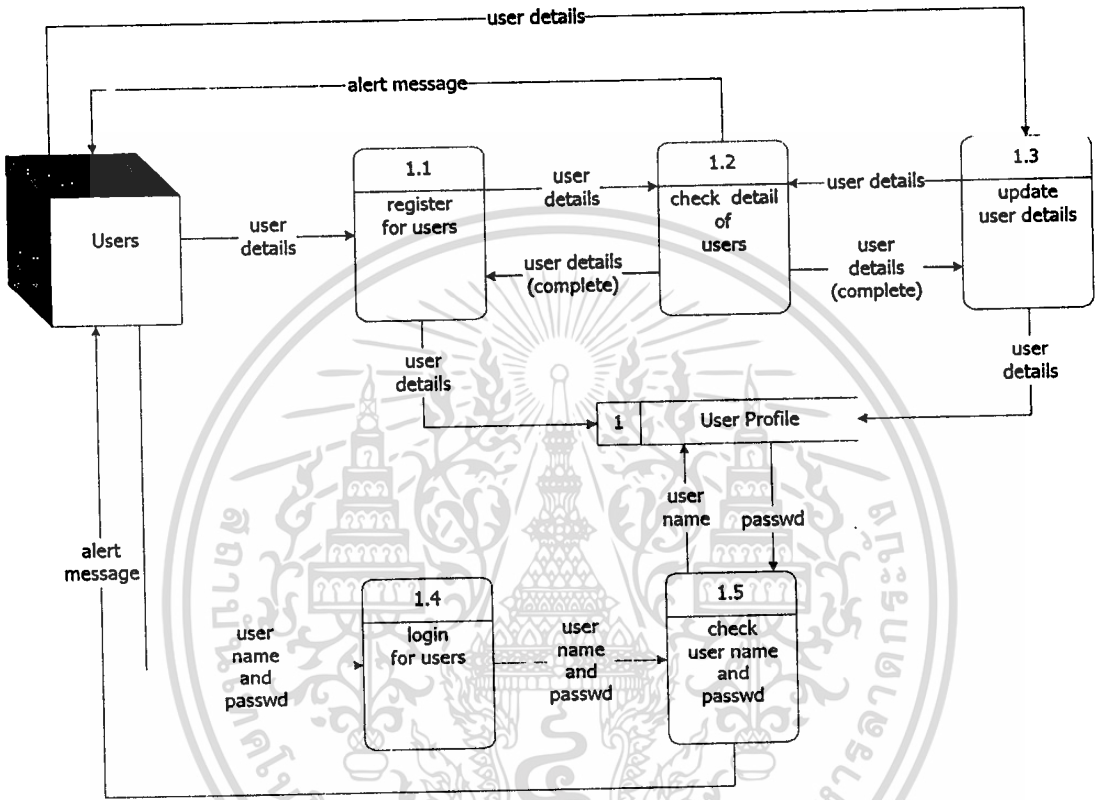 user details
alert message
Users
user
details
1.1
register
for users
user
details
user details
(complete)
1.2
check detail
of
users
user details
user
details
(complete)
1.3
update
user details
user
details
user
details
1
User Profile
user
name
passwd
alert
message
user
name
and
passwd
1.4
login
for users
user
name
and
passwd
1.5
check
user name
and
passwd